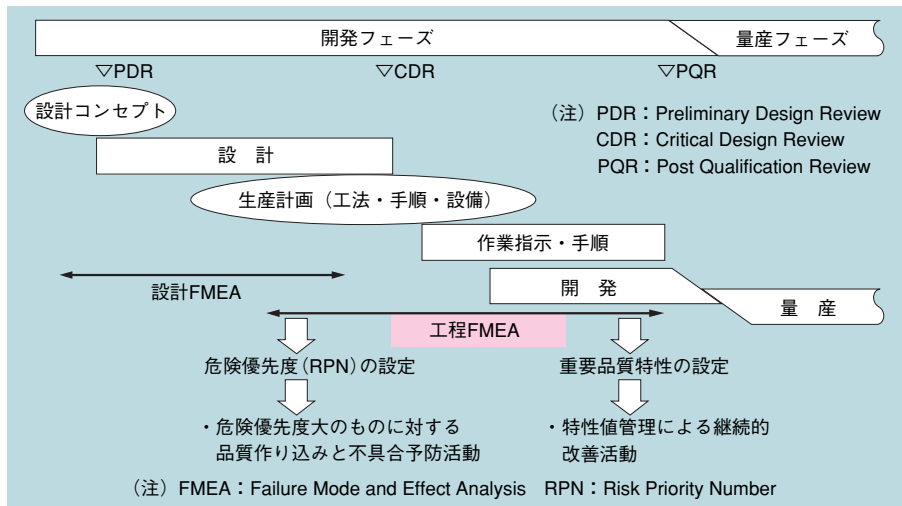 開発フェーズ
量産フェーズ
▽PDR
▽CDR
▽PQR
設計コンセプト
(注) PDR:Preliminary Design Review
CDR:Critical Design Review
PQR:Post Qualification Review
設 計
生産計画(工法・手順・設備)
作業指示・手順
設計FMEA
開 発
量 産
工程FMEA
危険優先度(RPN)の設定
重要品質特性の設定
・危険優先度大のものに対する
品質作り込みと不具合予防活動
・特性値管理による継続的
改善活動
(注) FMEA:Failure Mode and Effect Analysis RPN:Risk Priority Number